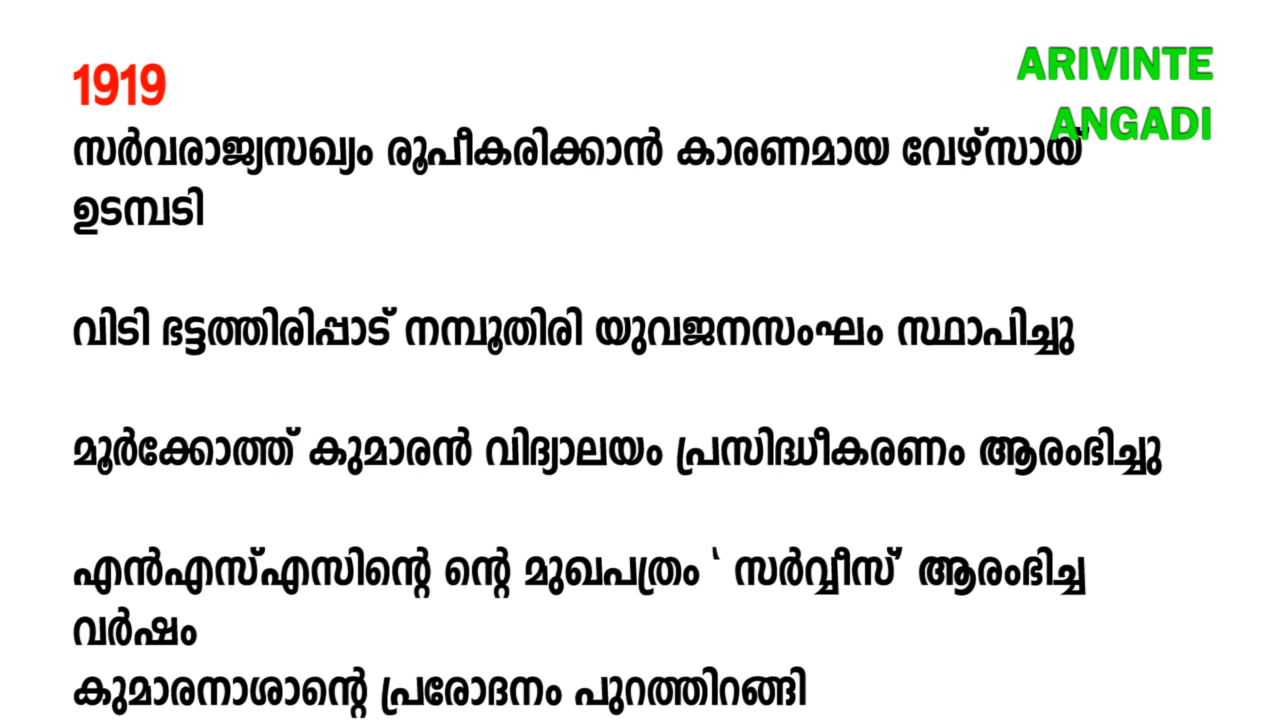 1919
ARIVINTE
ANGADI
സർവരാജ്യസഖ്യം രൂപീകരിക്കാൻ കാരണമായ വേഴ്സായ്
ഉടമ്പടി
വിടി ഭട്ടത്തിരിപ്പാട് നമ്പൂതിരി യുവജനസംഘം സ്ഥാപിച്ചു
മൂർക്കോത്ത് കുമാരൻ വിദ്യാലയം പ്രസിദ്ധീകരണം ആരംഭിച്ചു
എൻഎസ്എസിന്റെ ന്റെ മുഖപത്രം ‘ സർവ്വീസ്’ ആരംഭിച്ച
വർഷം
കുമാരനാശാന്റെ പ്രരോദനം പുറത്തിറങ്ങി